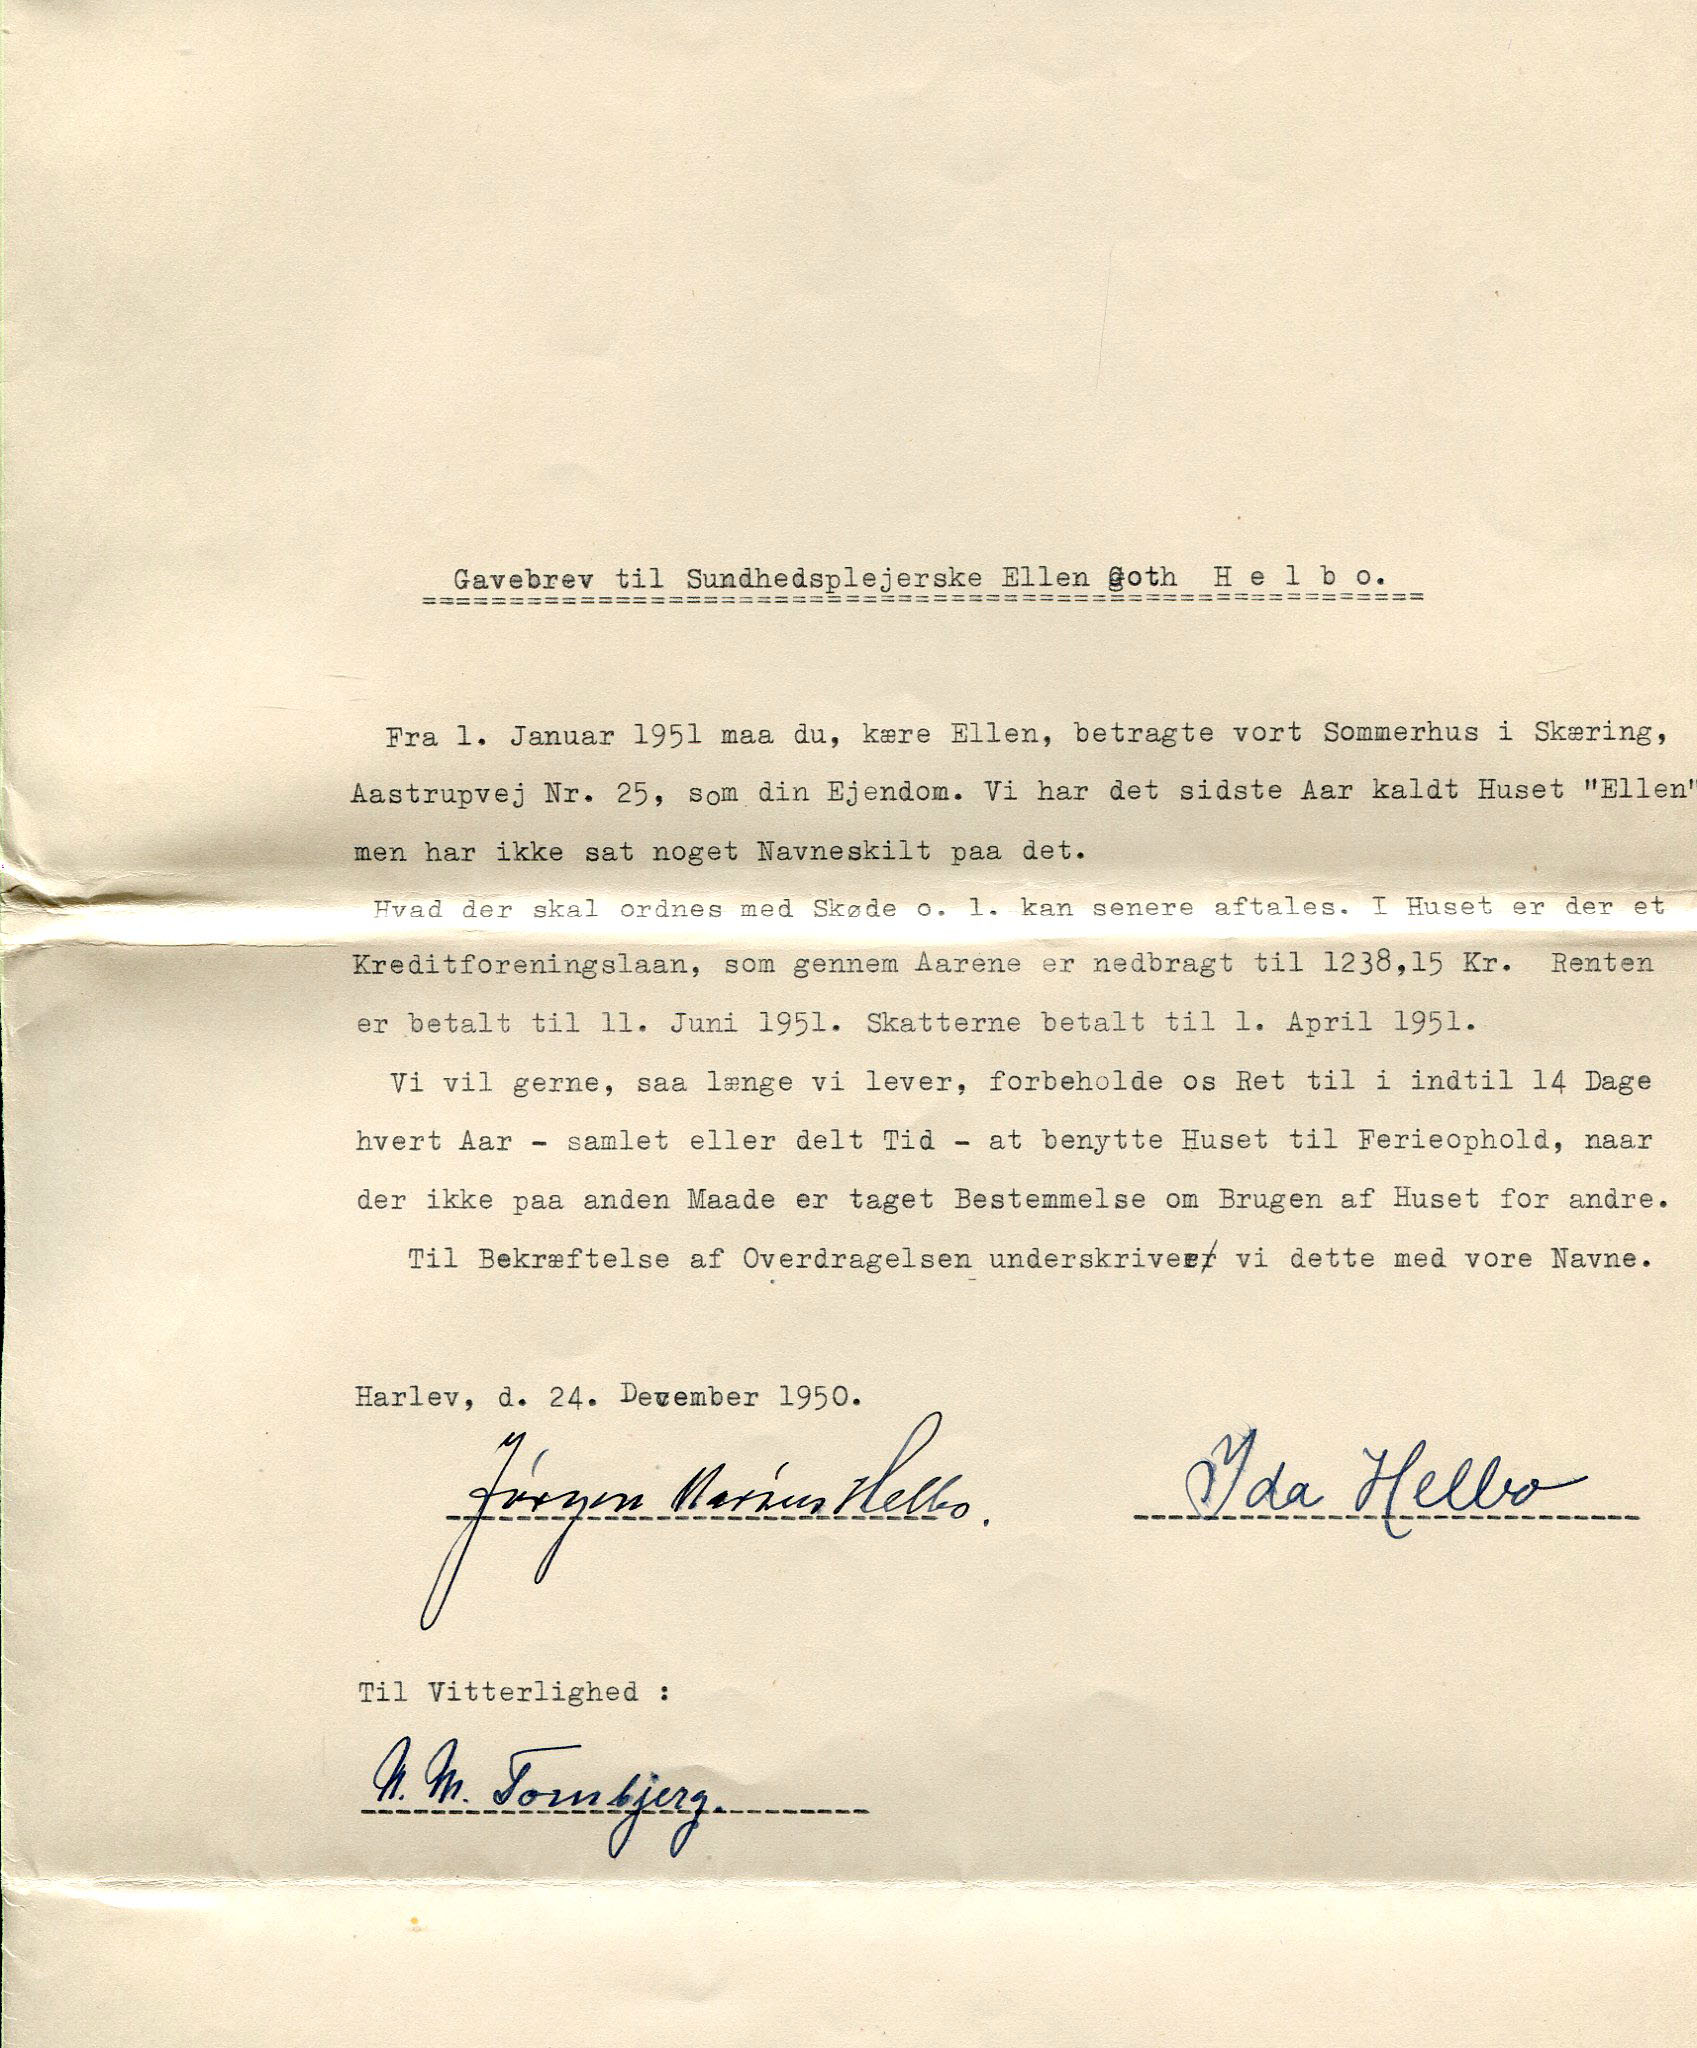 Gavebrev til Sundhedsplejerske Ellen Goth H e l b o.
Fra 1. Januar 1951 maa du, kære Ellen, betragte vort Sommerhus i Skæring,
Aastrupvej Nr. 25, som din Ejendom. Vi har det sidste Aar kaldt Huset "Ellen"
men har ikke sat noget Navneskilt paa det.
Hvad der skal ordnes med Skøde o. l. kan senere aftales. I Huset er der et
Kreditforeningslaan, som gennem Aarene er nedbragt til 1238,15 Kr. Renten
er betalt til 11. Juni 1951. Skatterne betalt til 1. April 1951.
Vi vil gerne, saa længe vi lever, forbeholde os Ret til i indtil 14 Dage
hvert Aar - samlet eller delt Tid - at benytte Huset til Ferieophold, naar
der ikke paa anden Maade er taget Bestemmelse om Brugen af Huset for andre.
Til Bekræftelse af Overdragelsen underskriver vi dette med vore Navne.
Harlev, d. 24. December 1950.
Jörgen Marius Helbo. Ida Helbo
Til Vitterlighed :
N. M. Tornbjerg.